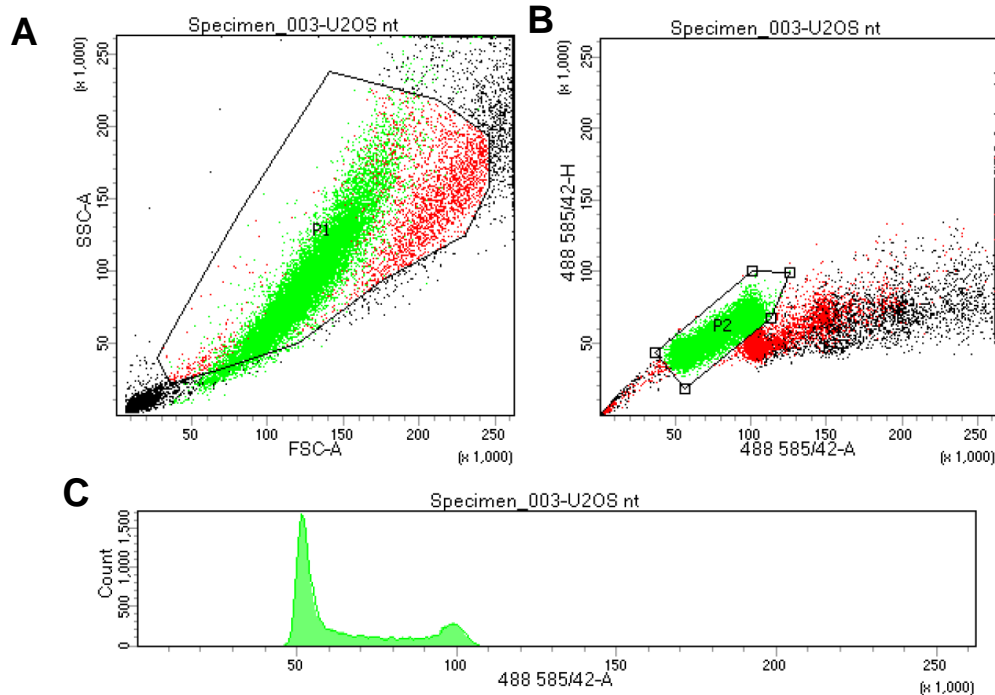 A
Specimen_003-U2OS nt
(x 1,000)
SSC-A
250
200
150
100
50
P1
50 100 150 200 250
FSC-A
(x 1,000)
B
Specimen_003-U2OS nt
(x 1,000)
488 585/42-H
250
200
150
100
50
P2
50 100 150 200 250
488 585/42-A
(x 1,000)
C
Specimen_003-U2OS nt
Count
1,500
1,000
500
0
50 100 150 200 250
488 585/42-A
(x 1,000)